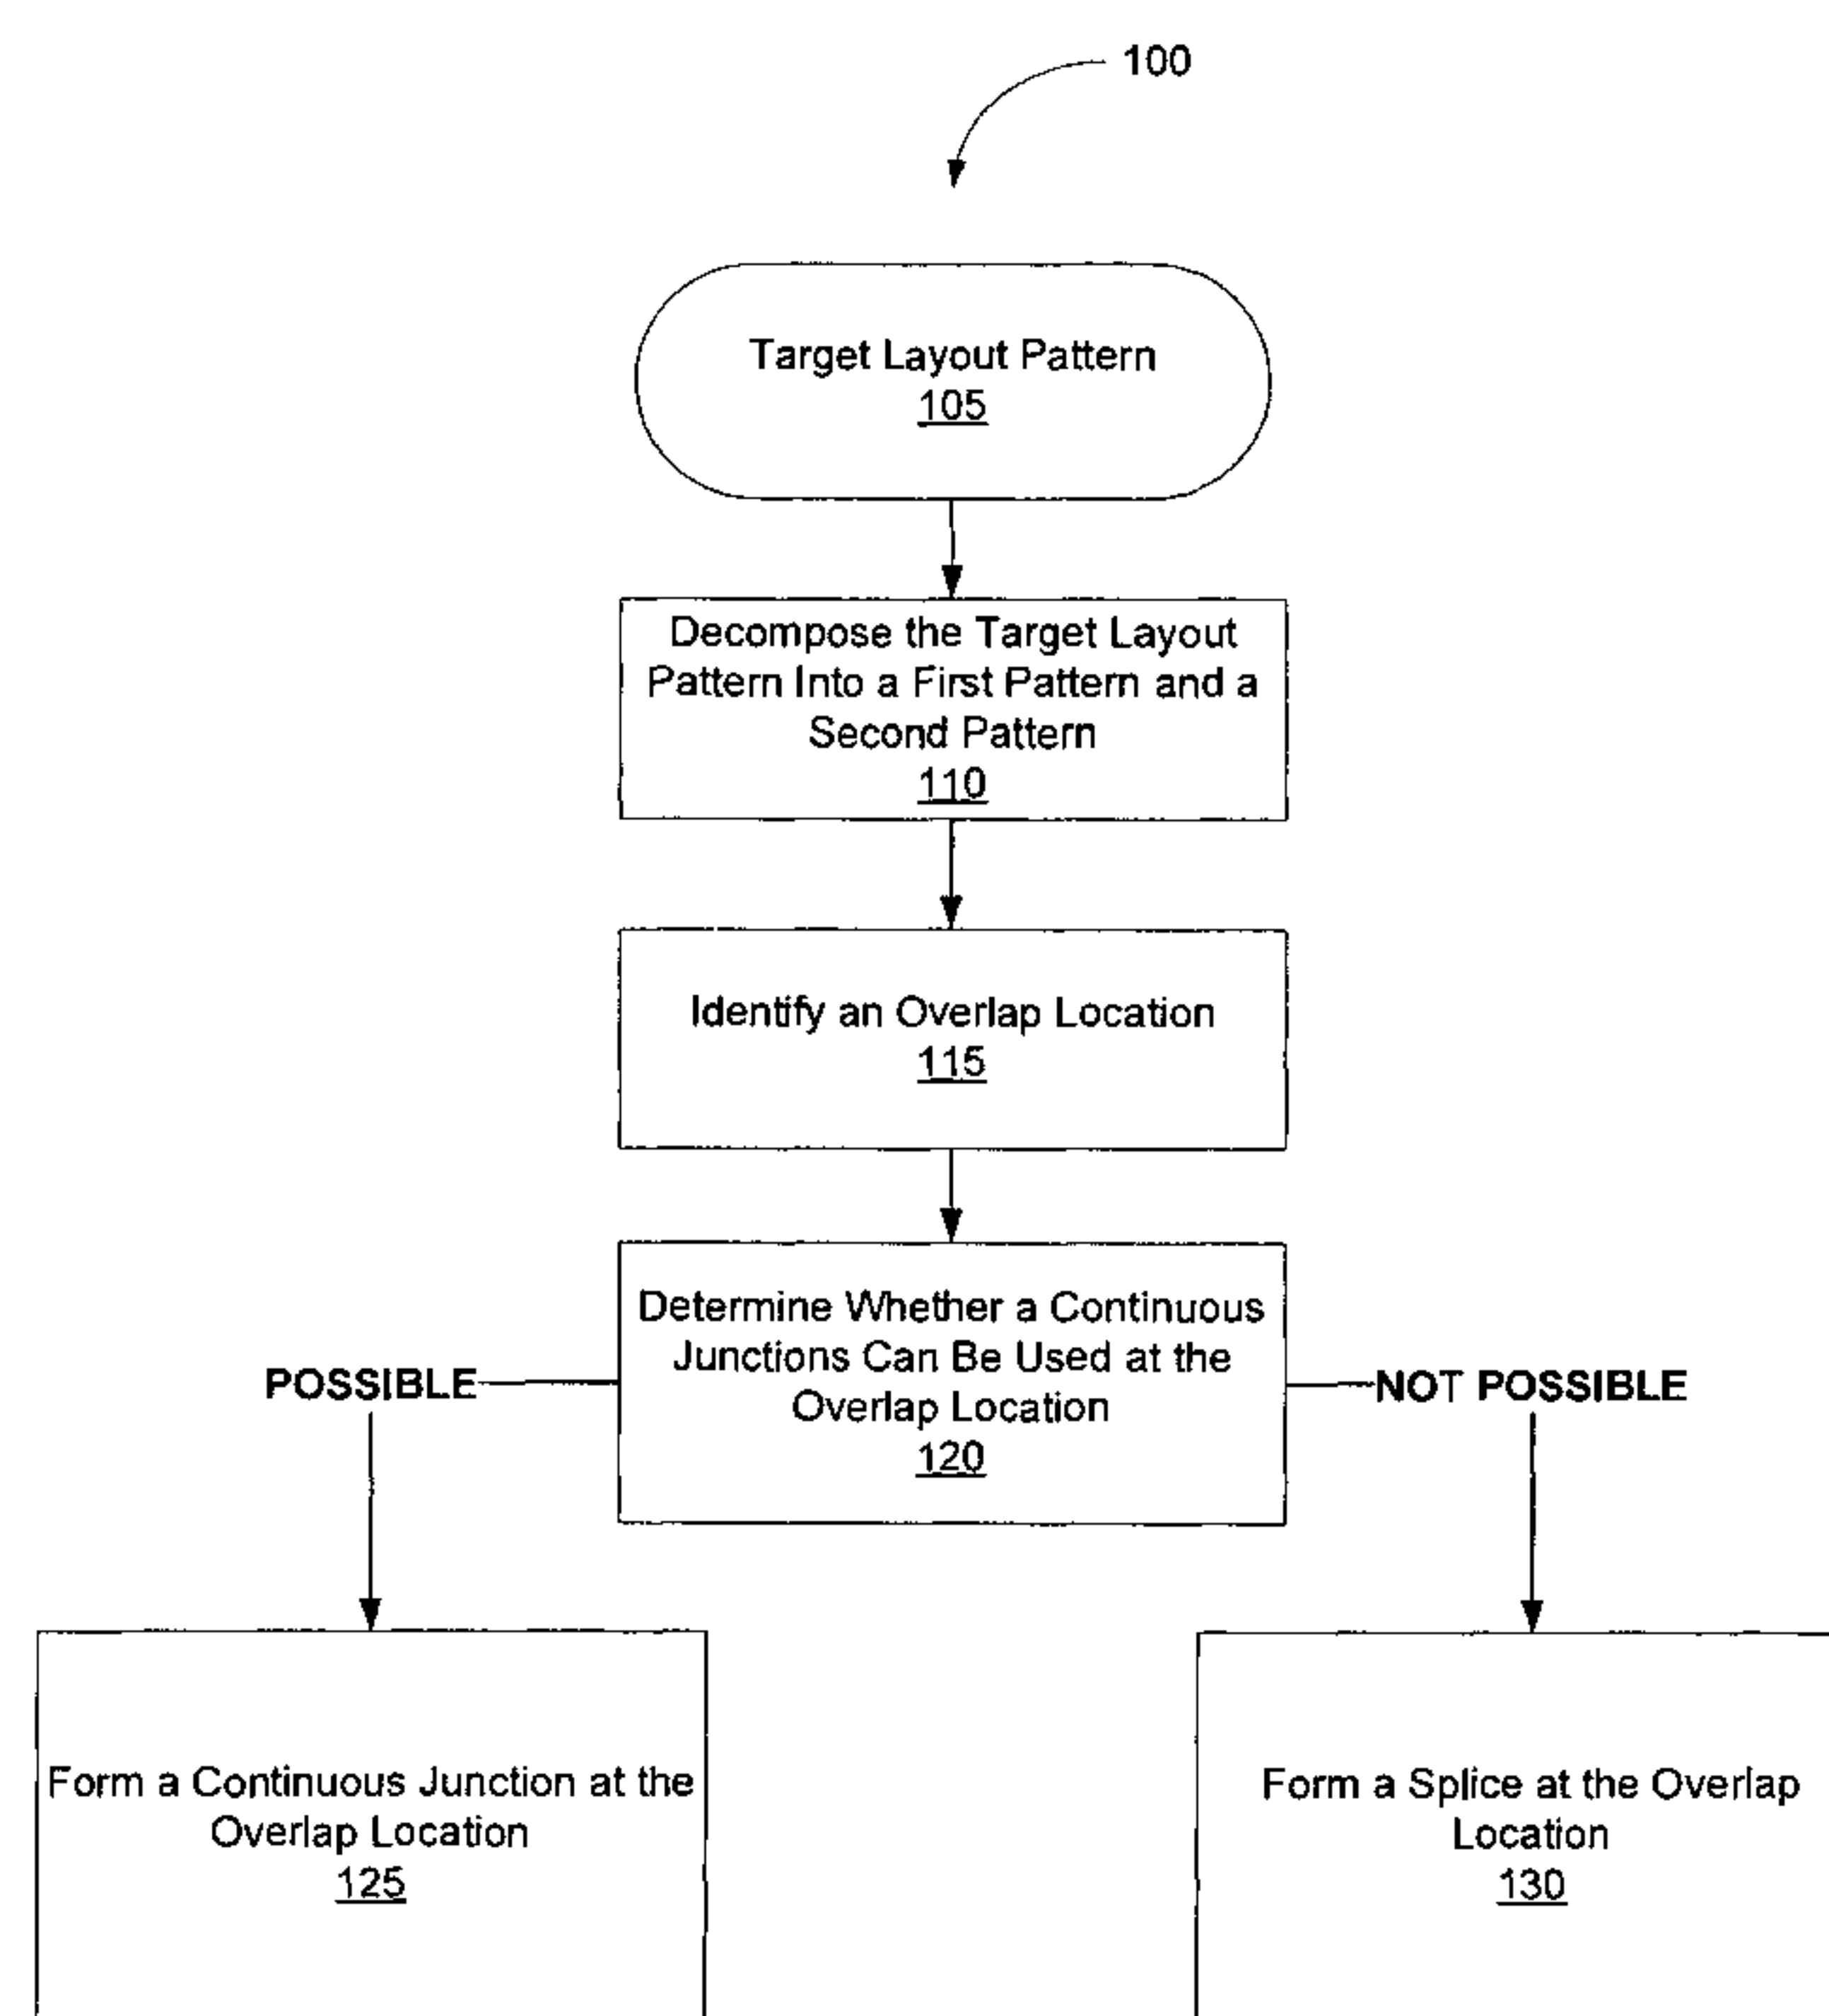 100
Target Layout Pattern
105
Decompose the Target Layout
Pattern Into a First Pattern and a
Second Pattern
110
Identify an Overlap Location
115
Determine Whether a Continuous
Junctions Can Be Used at the
Overlap Location
120
POSSIBLE
NOT POSSIBLE
Form a Continuous Junction at the
Overlap Location
125
Form a Splice at the Overlap
Location
130